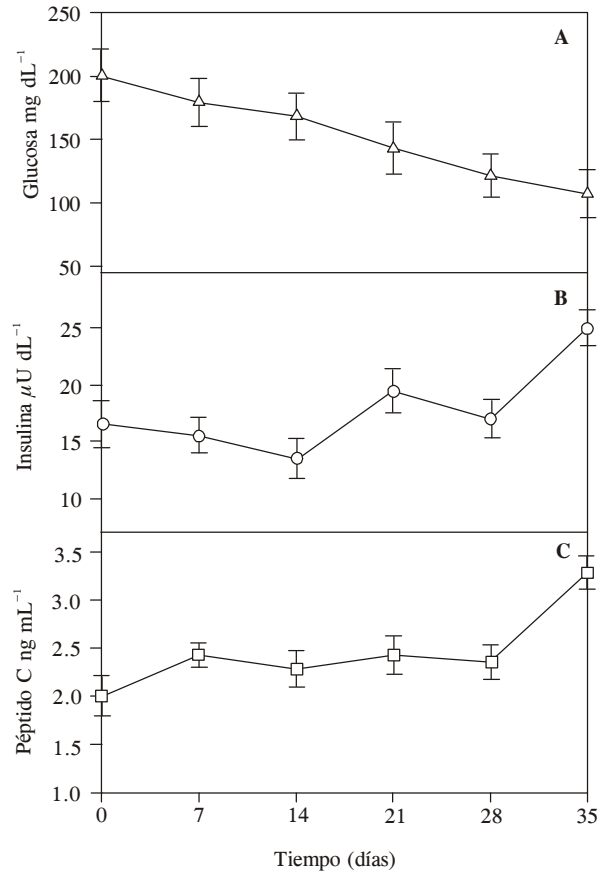 250
A
200
150
100
50
Glucosa mg dL⁻¹
B
25
20
15
10
Insulina µU dL⁻¹
C
3.5
3.0
2.5
2.0
1.5
1.0
Péptido C ng mL⁻¹
0 7 14 21 28 35
Tiempo (días)